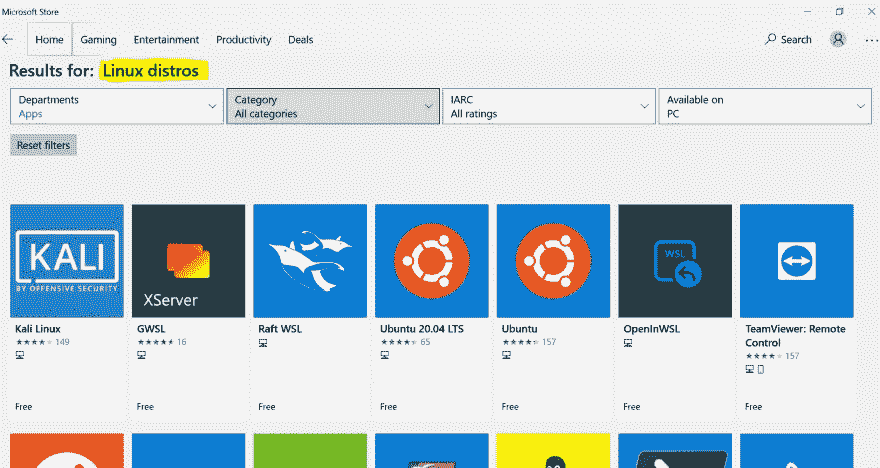 Microsoft Store
Home Gaming Entertainment Productivity Deals Search
Results for: Linux distros
Departments
Apps
Category
All categories
IARC
All ratings
Available on
PC
Reset filters
KALI
BY OFFENSIVE SECURITY
XServer
WSL
Kali Linux
149
Free
GWSL
16
Free
Raft WSL
Free
Ubuntu 20.04 LTS
65
Free
Ubuntu
157
Free
OpenInWSL
Free
TeamViewer: Remote
Control
157
Free